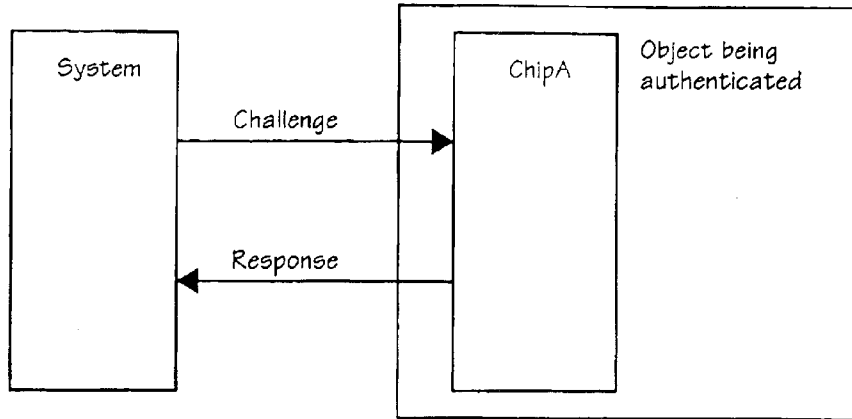 System
ChipA
Object being
authenticated
Challenge
Response